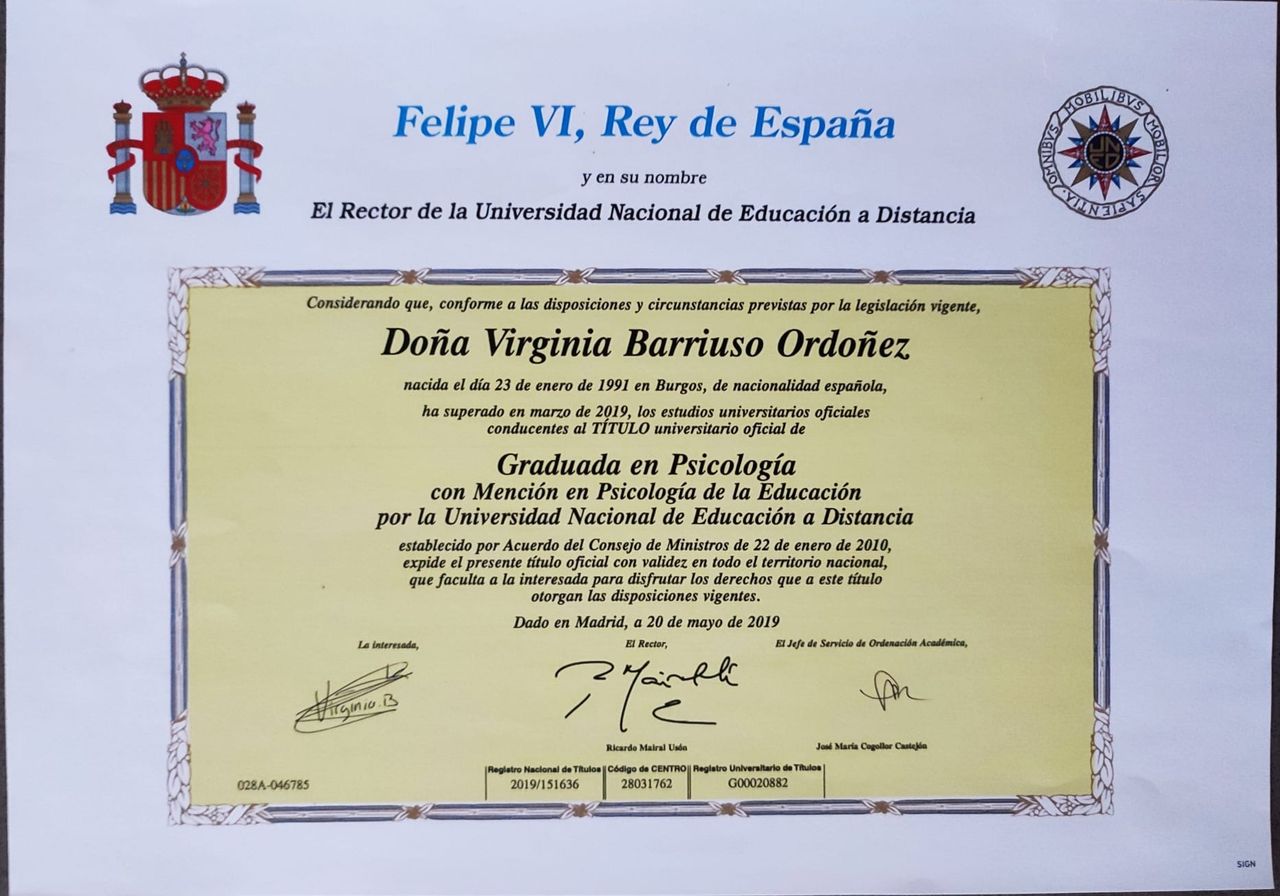 Felipe VI, Rey de España
OMNIBVS MOBILIBVS MOBILIOR SAPIENTIA.
UNED
y en su nombre
El Rector de la Universidad Nacional de Educación a Distancia
Considerando que, conforme a las disposiciones y circunstancias previstas por la legislación vigente,
Doña Virginia Barriuso Ordoñez
nacida el día 23 de enero de 1991 en Burgos, de nacionalidad española,
ha superado en marzo de 2019, los estudios universitarios oficiales
conducentes al TÍTULO universitario oficial de
Graduada en Psicología
con Mención en Psicología de la Educación
por la Universidad Nacional de Educación a Distancia
establecido por Acuerdo del Consejo de Ministros de 22 de enero de 2010,
expide el presente título oficial con validez en todo el territorio nacional,
que faculta a la interesada para disfrutar los derechos que a este título
otorgan las disposiciones vigentes.
Dado en Madrid, a 20 de mayo de 2019
La interesada, El Rector, El Jefe de Servicio de Ordenación Académica,
Virginia.B
Ricardo Mairal Usón José María Cogollor Castejón
Registro Nacional de Títulos Código de CENTRO Registro Universitario de Títulos
028A-046785 2019/151636 28031762 G00020882
SIGN